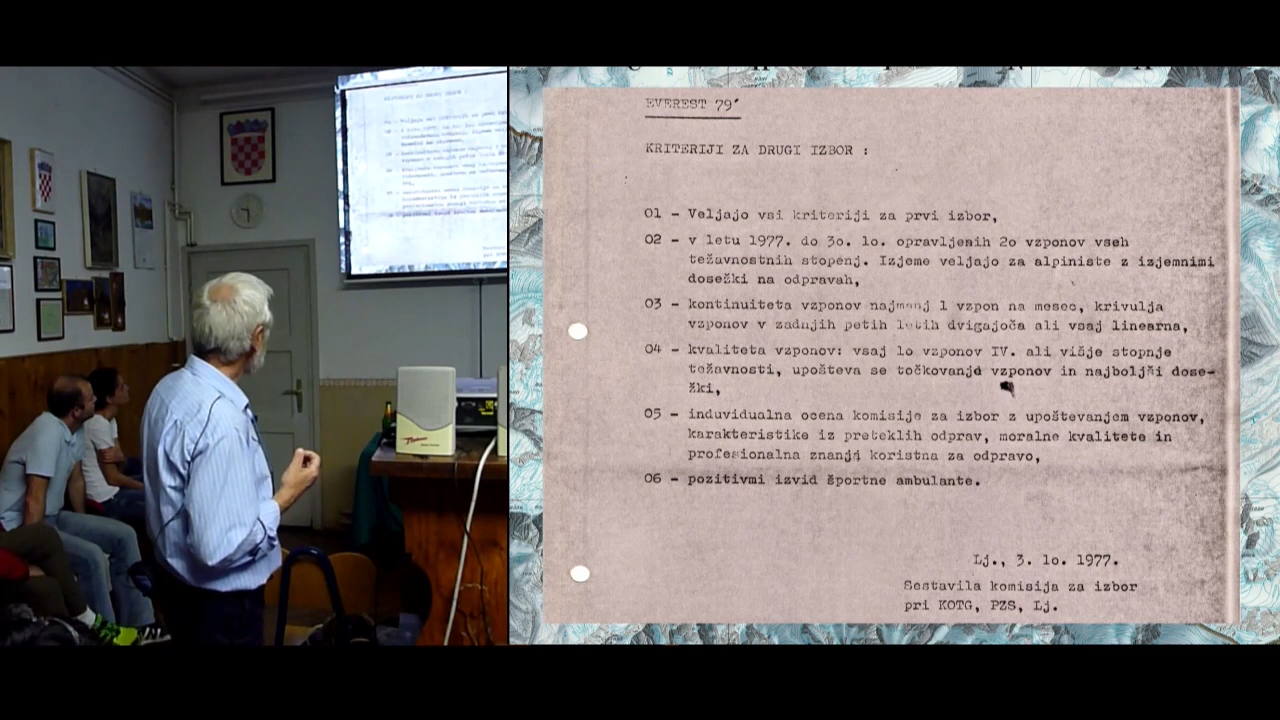 EVEREST 79'
KRITERIJI ZA DRUGI IZBOR :
01 - Veljajo vsi kriteriji za prvi izbor,
02 - v letu 1977. do 3o. lo. opravljenih 2o vzponov vseh
težavnostnih stopenj. Izjeme veljajo za alpiniste z izjemnimi
dosežki na odpravah,
03 - kontinuiteta vzponov najmanj 1 vzpon na mesec, krivulja
vzponov v zadnjih petih letih dvigajoča ali vsaj linearna,
04 - kvaliteta vzponov: vsaj lo vzponov IV. ali višje stopnje
težavnosti, upošteva se točkovanje vzponov in najboljši dose-
žki,
05 - induvidualna ocena komisije za izbor z upoštevanjem vzponov,
karakteristike iz preteklih odprav, moralne kvalitete in
profesionalna znanja koristna za odpravo,
06 - pozitivmi izvid športne ambulante.
Lj., 3. lo. 1977.
Sestavila komisija za izbor
pri KOTG, PZS, Lj.